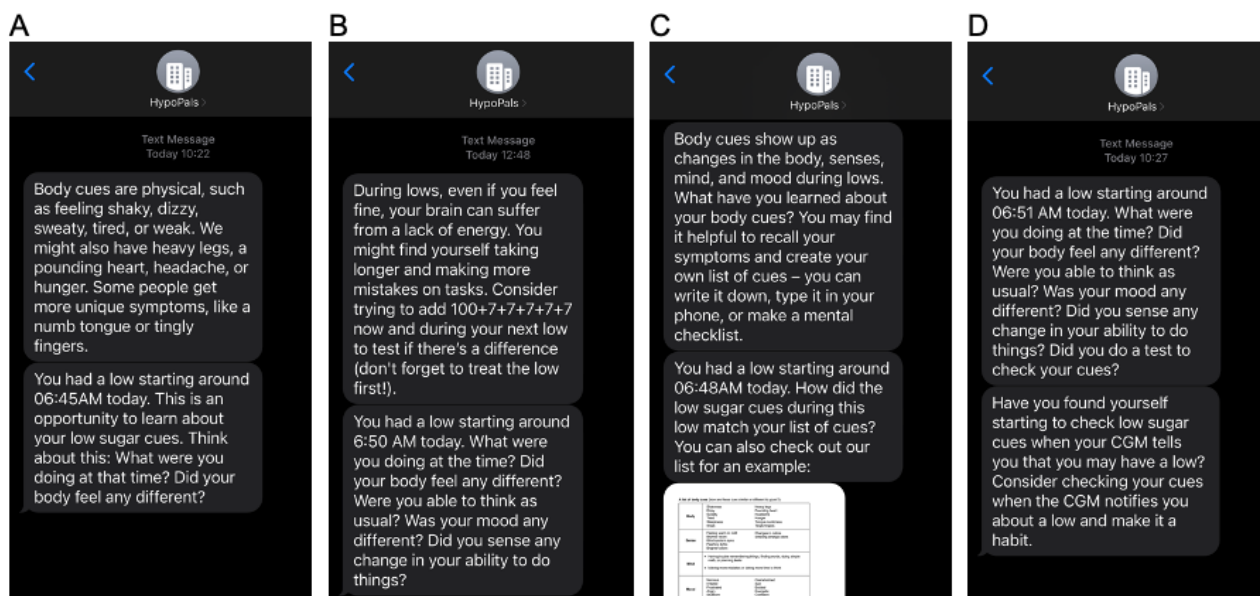 A
HypoPals
Text Message
Today 10:22
Body cues are physical, such
as feeling shaky, dizzy,
sweaty, tired, or weak. We
might also have heavy legs, a
pounding heart, headache, or
hunger. Some people get
more unique symptoms, like a
numb tongue or tingly
fingers.
You had a low starting around
06:45AM today. This is an
opportunity to learn about
your low sugar cues. Think
about this: What were you
doing at that time? Did your
body feel any different?
B
HypoPals
Text Message
Today 12:48
During lows, even if you feel
fine, your brain can suffer
from a lack of energy. You
might find yourself taking
longer and making more
mistakes on tasks. Consider
trying to add 100+7+7+7+7+7
now and during your next low
to test if there's a difference
(don't forget to treat the low
first!).
You had a low starting around
6:50 AM today. What were
you doing at the time? Did
your body feel any different?
Were you able to think as
usual? Was your mood any
different? Did you sense any
change in your ability to do
things?
C
HypoPals
Body cues show up as
changes in the body, senses,
mind, and mood during lows.
What have you learned about
your body cues? You may find
it helpful to recall your
symptoms and create your
own list of cues – you can
write it down, type it in your
phone, or make a mental
checklist.
You had a low starting around
06:48AM today. How did the
low sugar cues during this
low match your list of cues?
You can also check out our
list for an example:
Body
Mind
Mood
D
HypoPals
Text Message
Today 10:27
You had a low starting around
06:51 AM today. What were
you doing at the time? Did
your body feel any different?
Were you able to think as
usual? Was your mood any
different? Did you sense any
change in your ability to do
things? Did you do a test to
check your cues?
Have you found yourself
starting to check low sugar
cues when your CGM tells
you that you may have a low?
Consider checking your cues
when the CGM notifies you
about a low and make it a
habit.